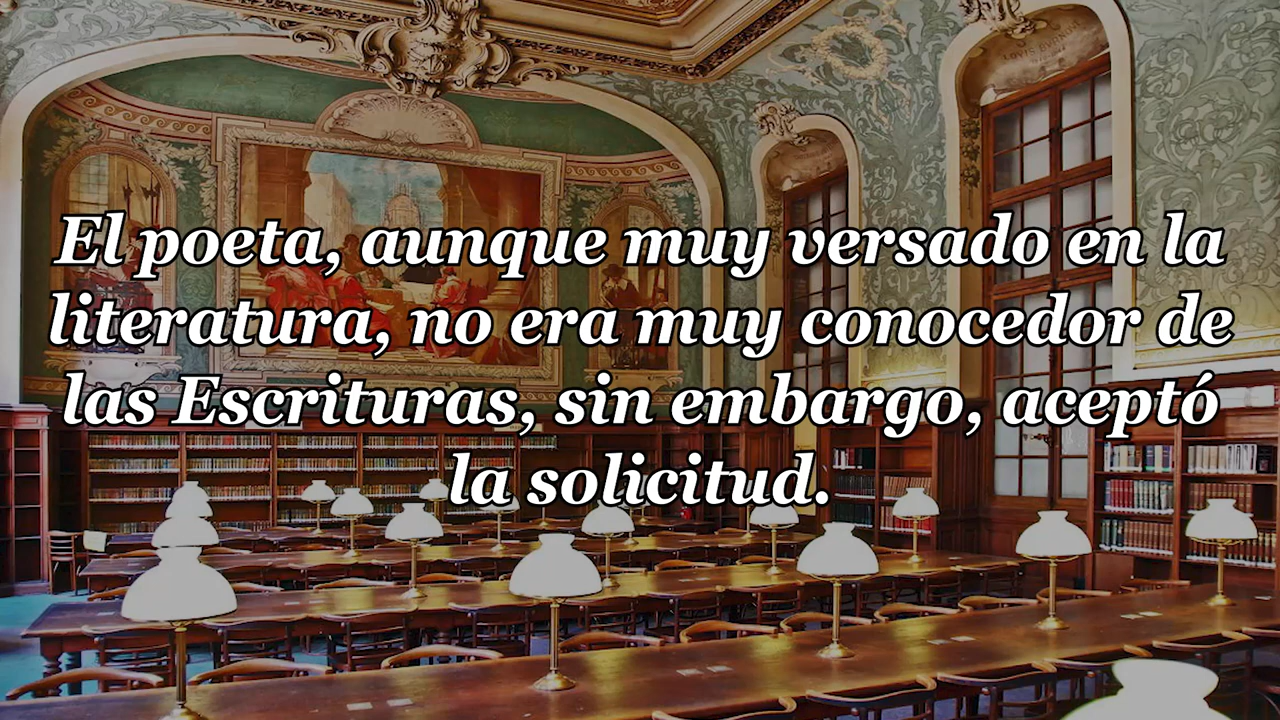 El poeta, aunque muy versado en la
literatura, no era muy conocedor de
las Escrituras, sin embargo, aceptó
la solicitud.